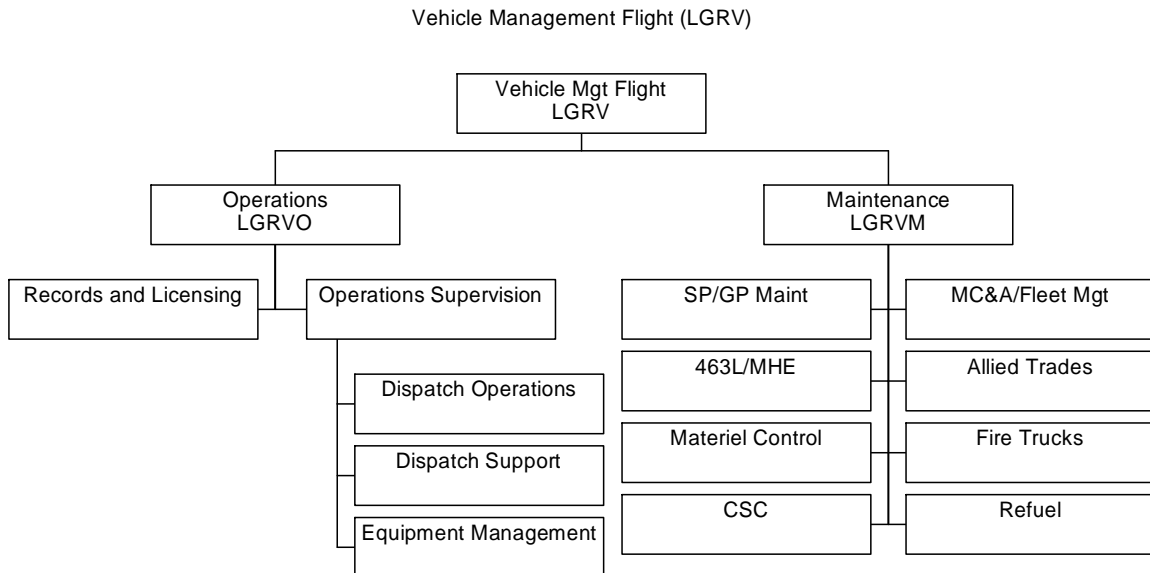 Vehicle Management Flight (LGRV)
Vehicle Mgt Flight
LGRV
Operations
LGRVO
Maintenance
LGRVM
Records and Licensing
Operations Supervision
SP/GP Maint
MC&A/Fleet Mgt
463L/MHE
Allied Trades
Dispatch Operations
Materiel Control
Fire Trucks
Dispatch Support
CSC
Refuel
Equipment Management